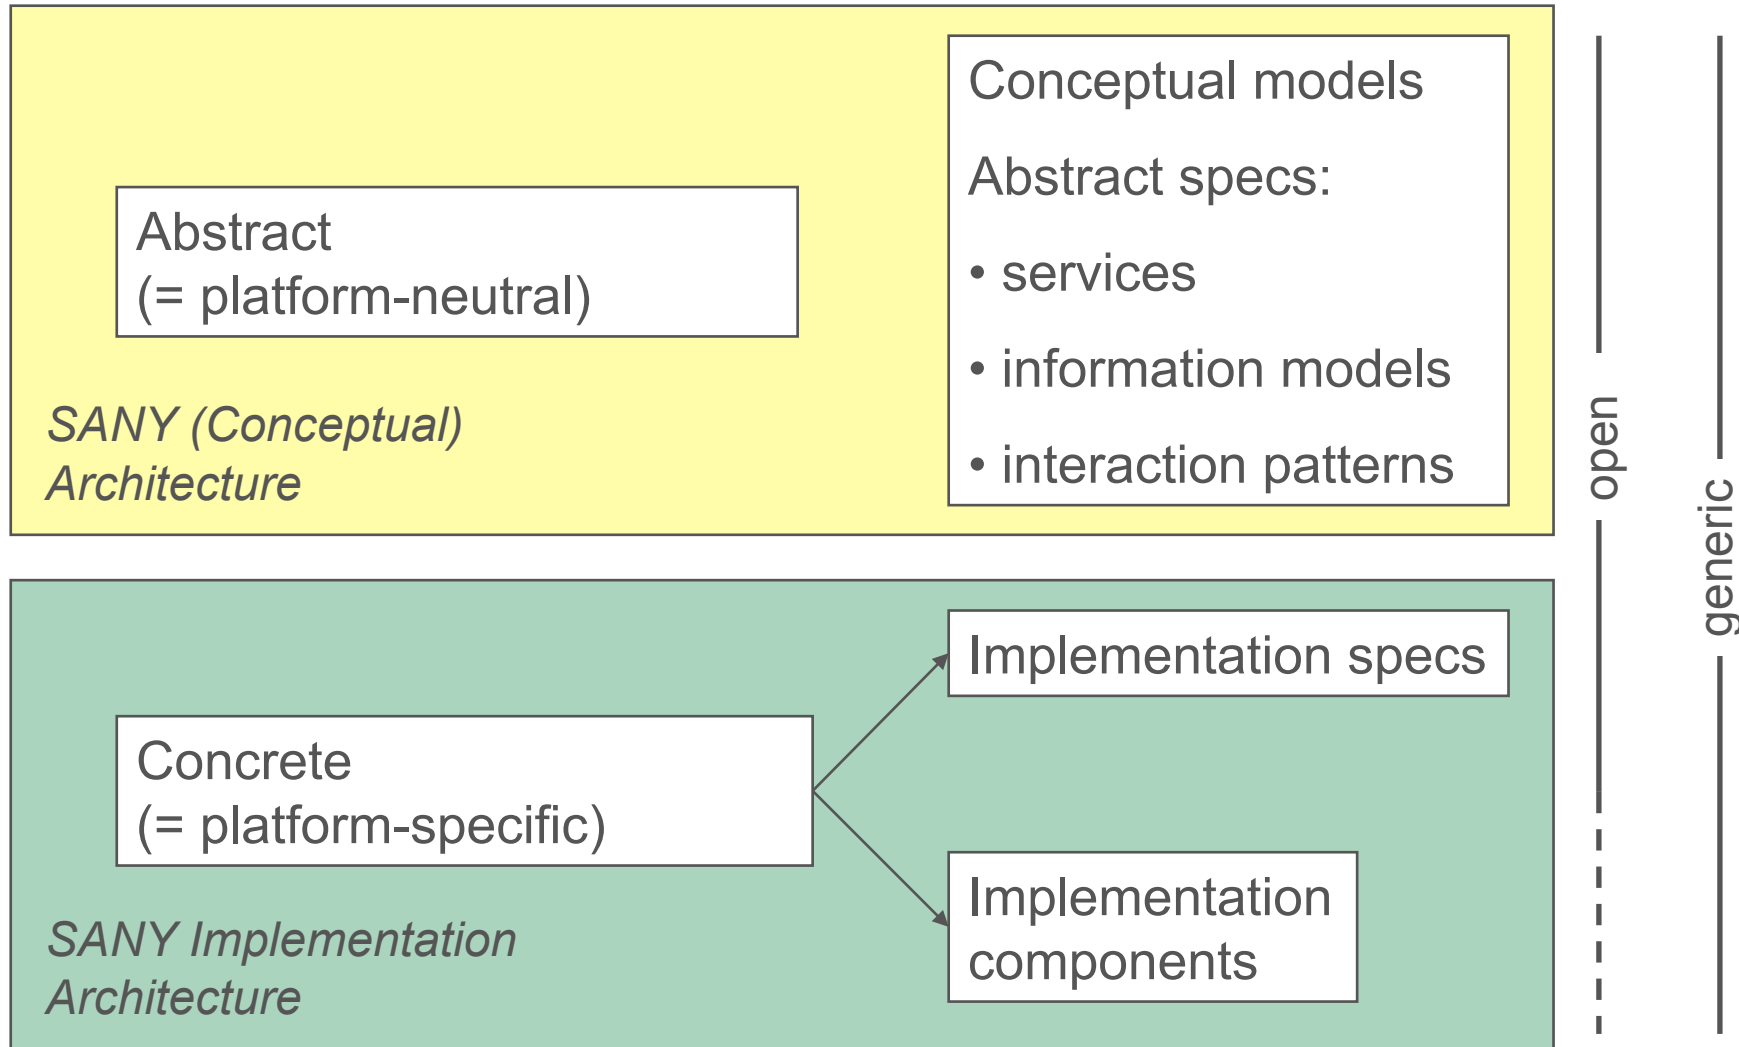 Abstract
(= platform-neutral)
SANY (Conceptual)
Architecture
Conceptual models
Abstract specs:
• services
• information models
• interaction patterns
open
generic
Concrete
(= platform-specific)
SANY Implementation
Architecture
Implementation specs
Implementation
components